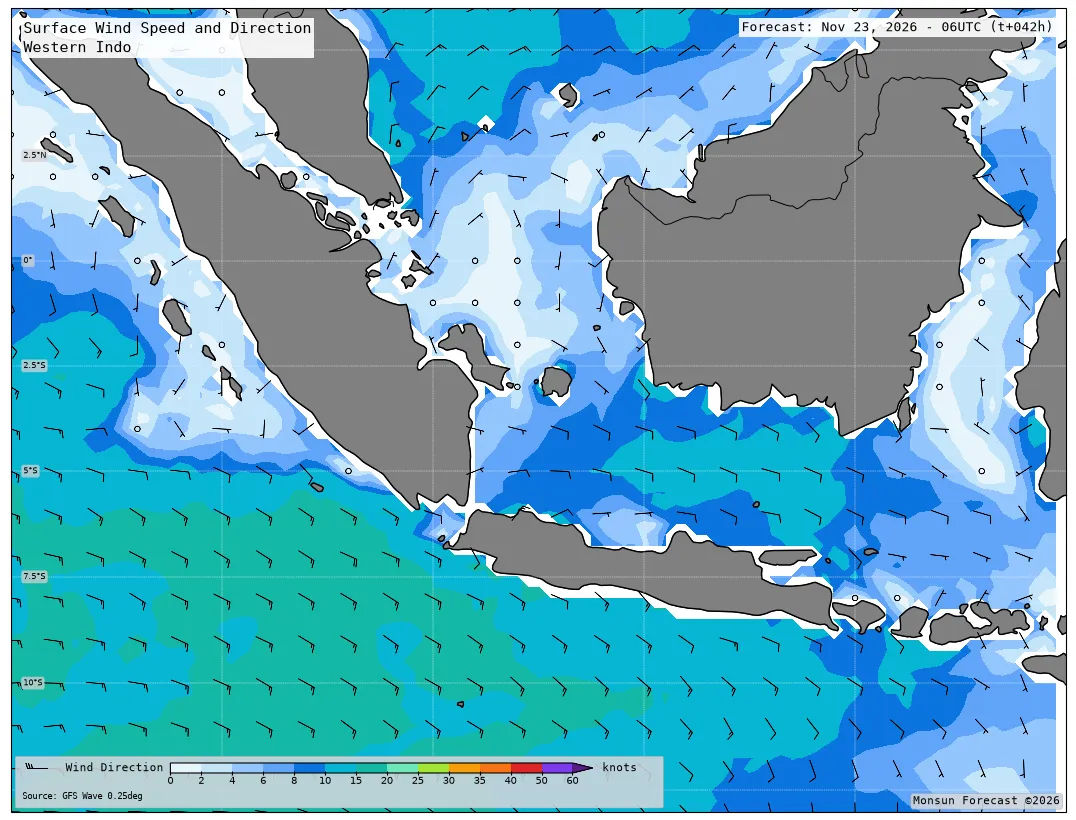 Surface Wind Speed and Direction
Western Indo
Forecast: Nov 23, 2026 - 06UTC (t+042h)
2.5°N
0°
2.5°S
5°S
7.5°S
10°S
Wind Direction
0 2 4 6 8 10 15 20 25 30 35 40 50 60
knots
Source: GFS Wave 0.25deg
Monsun Forecast ©2026